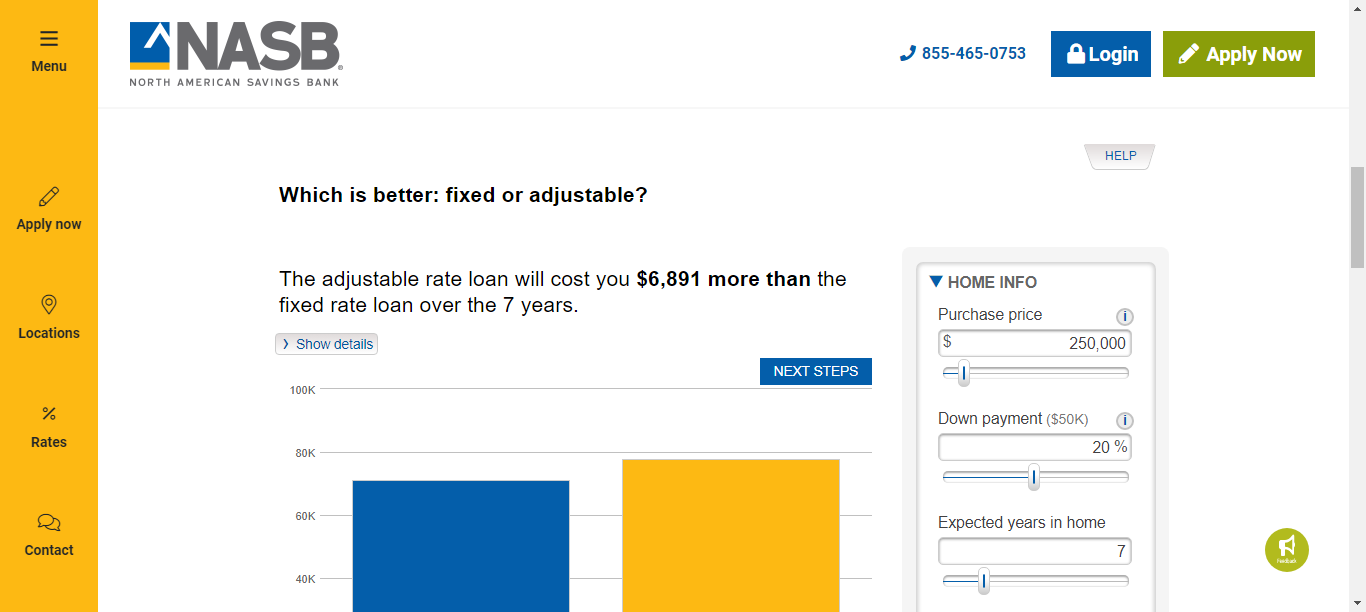 Menu
Apply now
Locations
Rates
Contact
NASB
NORTH AMERICAN SAVINGS BANK
855-465-0753
Login
Apply Now
HELP
Which is better: fixed or adjustable?
The adjustable rate loan will cost you $6,891 more than the
fixed rate loan over the 7 years.
Show details
NEXT STEPS
100K
80K
60K
40K
HOME INFO
Purchase price
i
$ 250,000
Down payment ($50K)
i
20 %
Expected years in home
7
Feedback